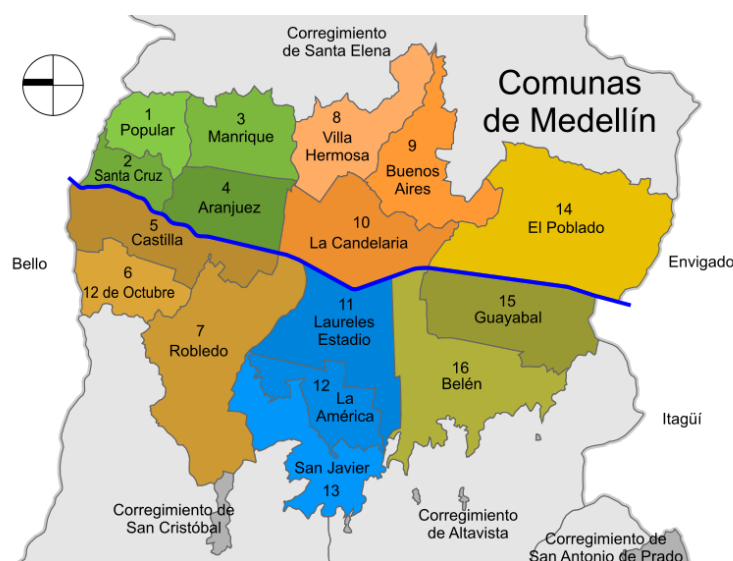 Corregimiento
de Santa Elena
Comunas
de Medellín
1
Popular
3
Manrique
8
Villa
Hermosa
9
Buenos
Aires
2
Santa Cruz
4
Aranjuez
14
El Poblado
10
La Candelaria
5
Castilla
Bello
Envigado
6
12 de Octubre
11
Laureles
Estadio
15
Guayabal
7
Robledo
16
Belén
12
La
América
Itagüí
San Javier
13
Corregimiento de
San Cristóbal
Corregimiento
de Altavista
Corregimiento de
San Antonio de Prado